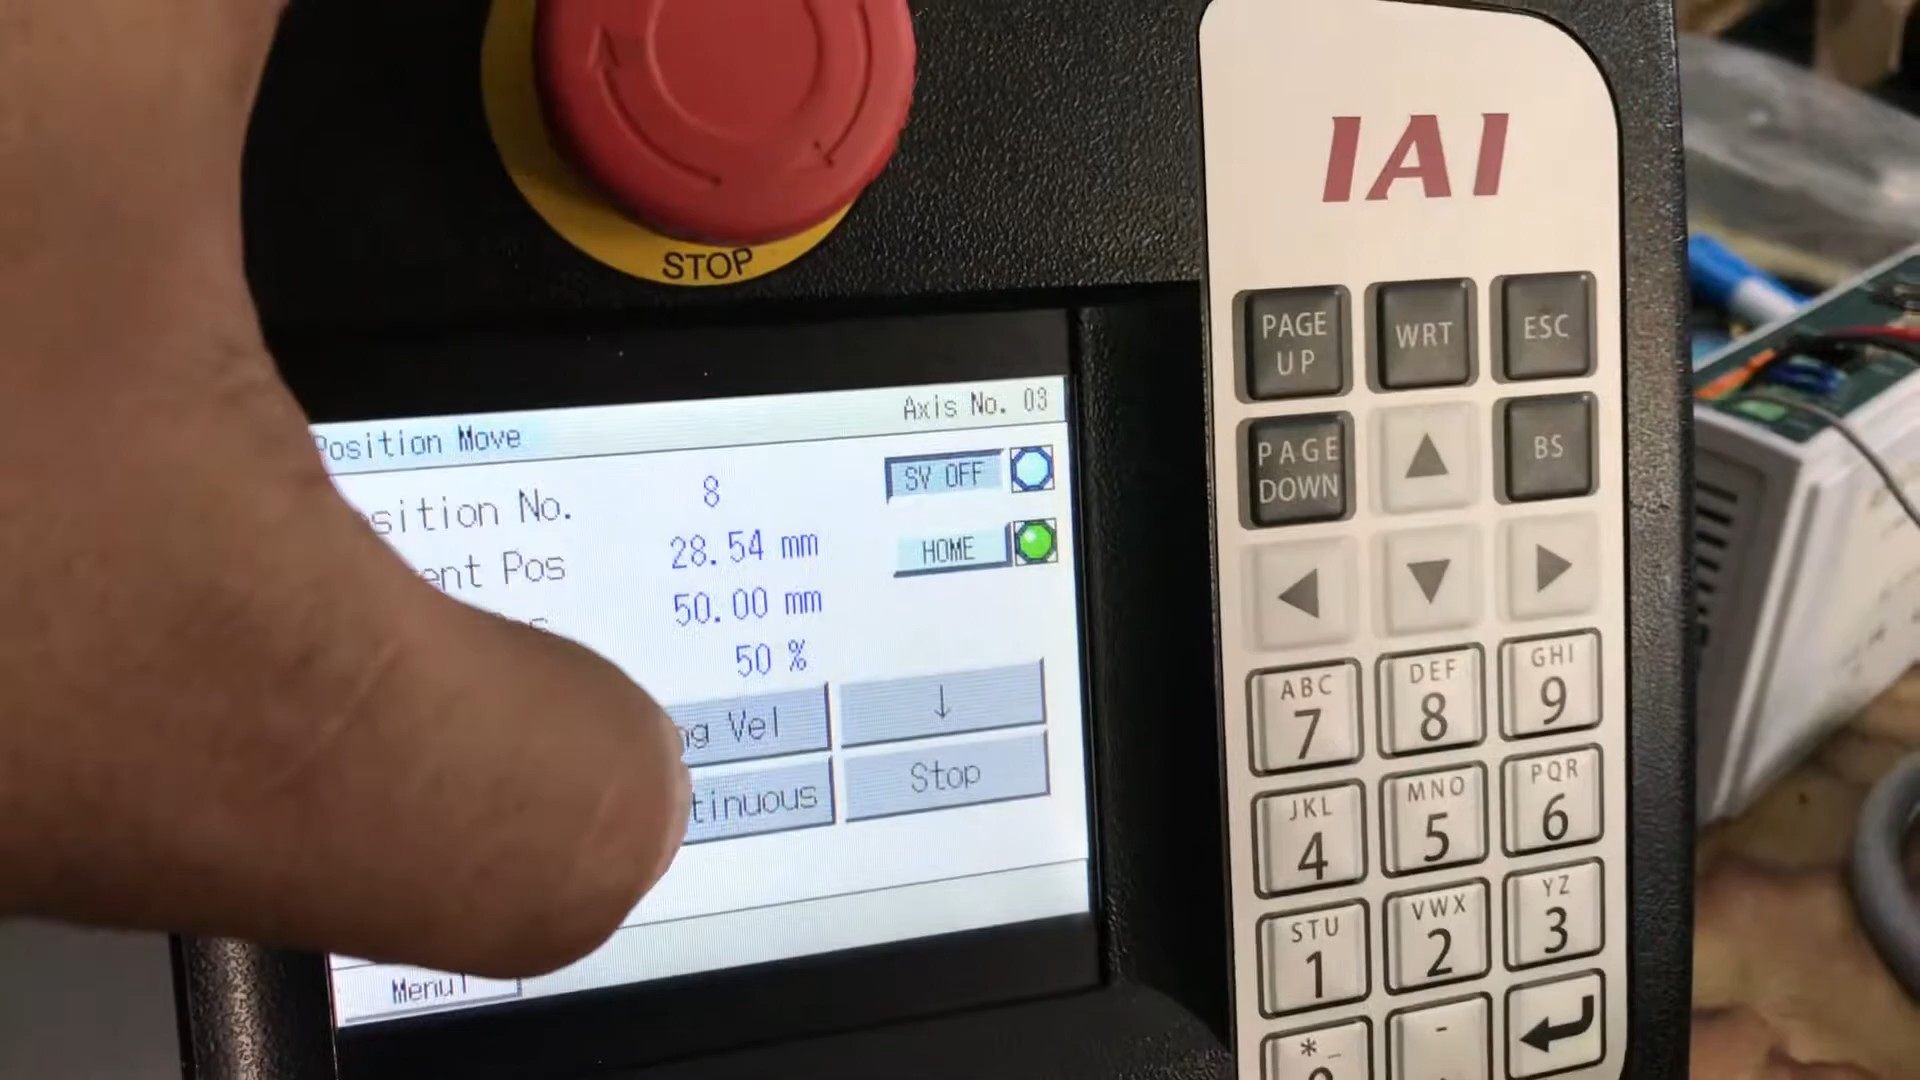 STOP
IAI
Position Move Axis No. 03
sition No. 8 SV OFF
ent Pos 28.54 mm HOME
50.00 mm
50 %
ng Vel ↓
tinuous Stop
Menu1
PAGE UP WRT ESC
PAGE DOWN ▲ BS
◀ ▼ ▶
ABC 7 DEF 8 GHI 9
JKL 4 MNO 5 PQR 6
STU 1 VWX 2 YZ 3
*_ -